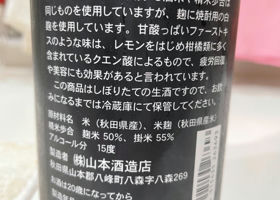 同じものを使用していますが、麹に焼酎用の白
麹を使用しています。甘酸っぱいファーストキ
スのような味は、レモンをはじめ柑橘類に多く
含まれているクエン酸によるもので、疲労回復
や美容にも効果があると言われています。
この商品はしぼりたての生酒ですので、お飲
みになるまでは冷蔵庫にて保管してください。
原材料名 米(秋田県産)、米麹(秋田県産)
精米歩合 麹米 50%、掛米 55%
アルコール分 15度
製造者 ㈱山本酒造店
秋田県山本郡八峰町八森字八森269
お酒は20歳になってから
製造年月